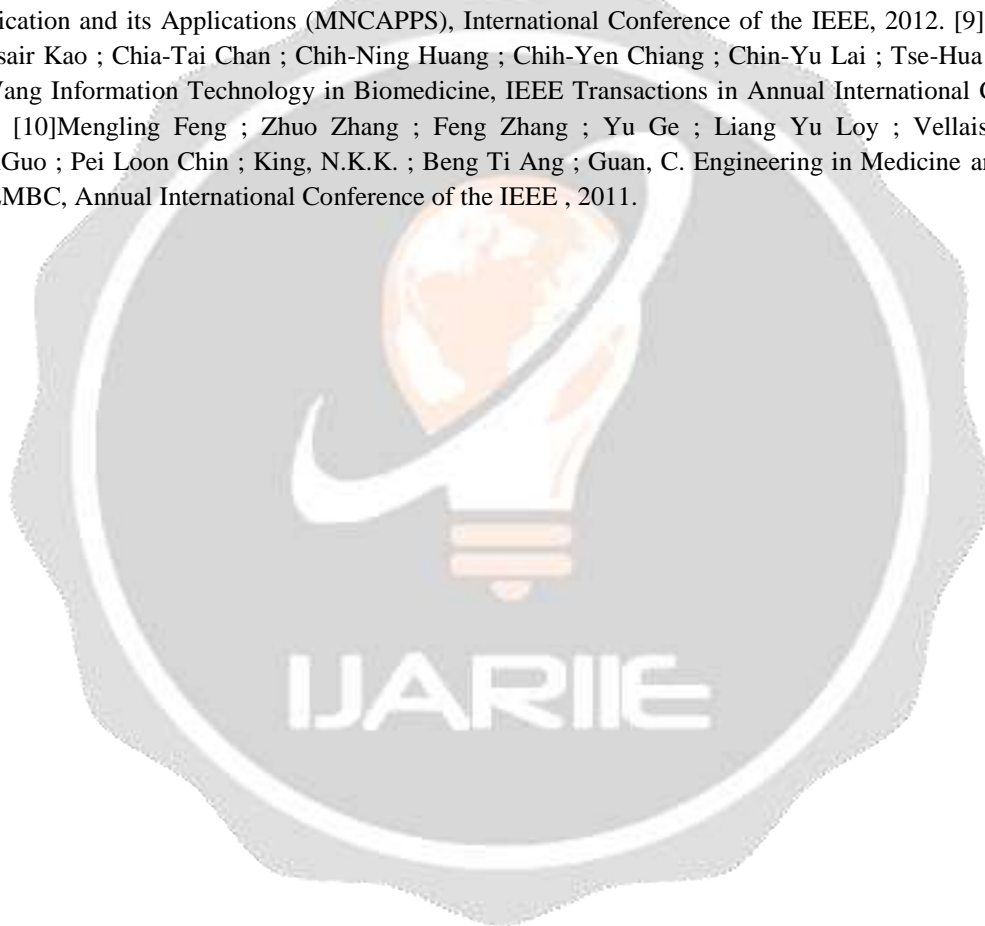 ication and its Applications (MNCAPPS), International Conference of the IEEE, 2012. [9]
sair Kao ; Chia-Tai Chan ; Chih-Ning Huang ; Chih-Yen Chiang ; Chin-Yu Lai ; Tse-Hua
ang Information Technology in Biomedicine, IEEE Transactions in Annual International
[10]Mengling Feng ; Zhuo Zhang ; Feng Zhang ; Yu Ge ; Liang Yu Loy ; Vellais
Guo ; Pei Loon Chin ; King, N.K.K. ; Beng Ti Ang ; Guan, C. Engineering in Medicine a
EMBC, Annual International Conference of the IEEE , 2011.
IJARIIE